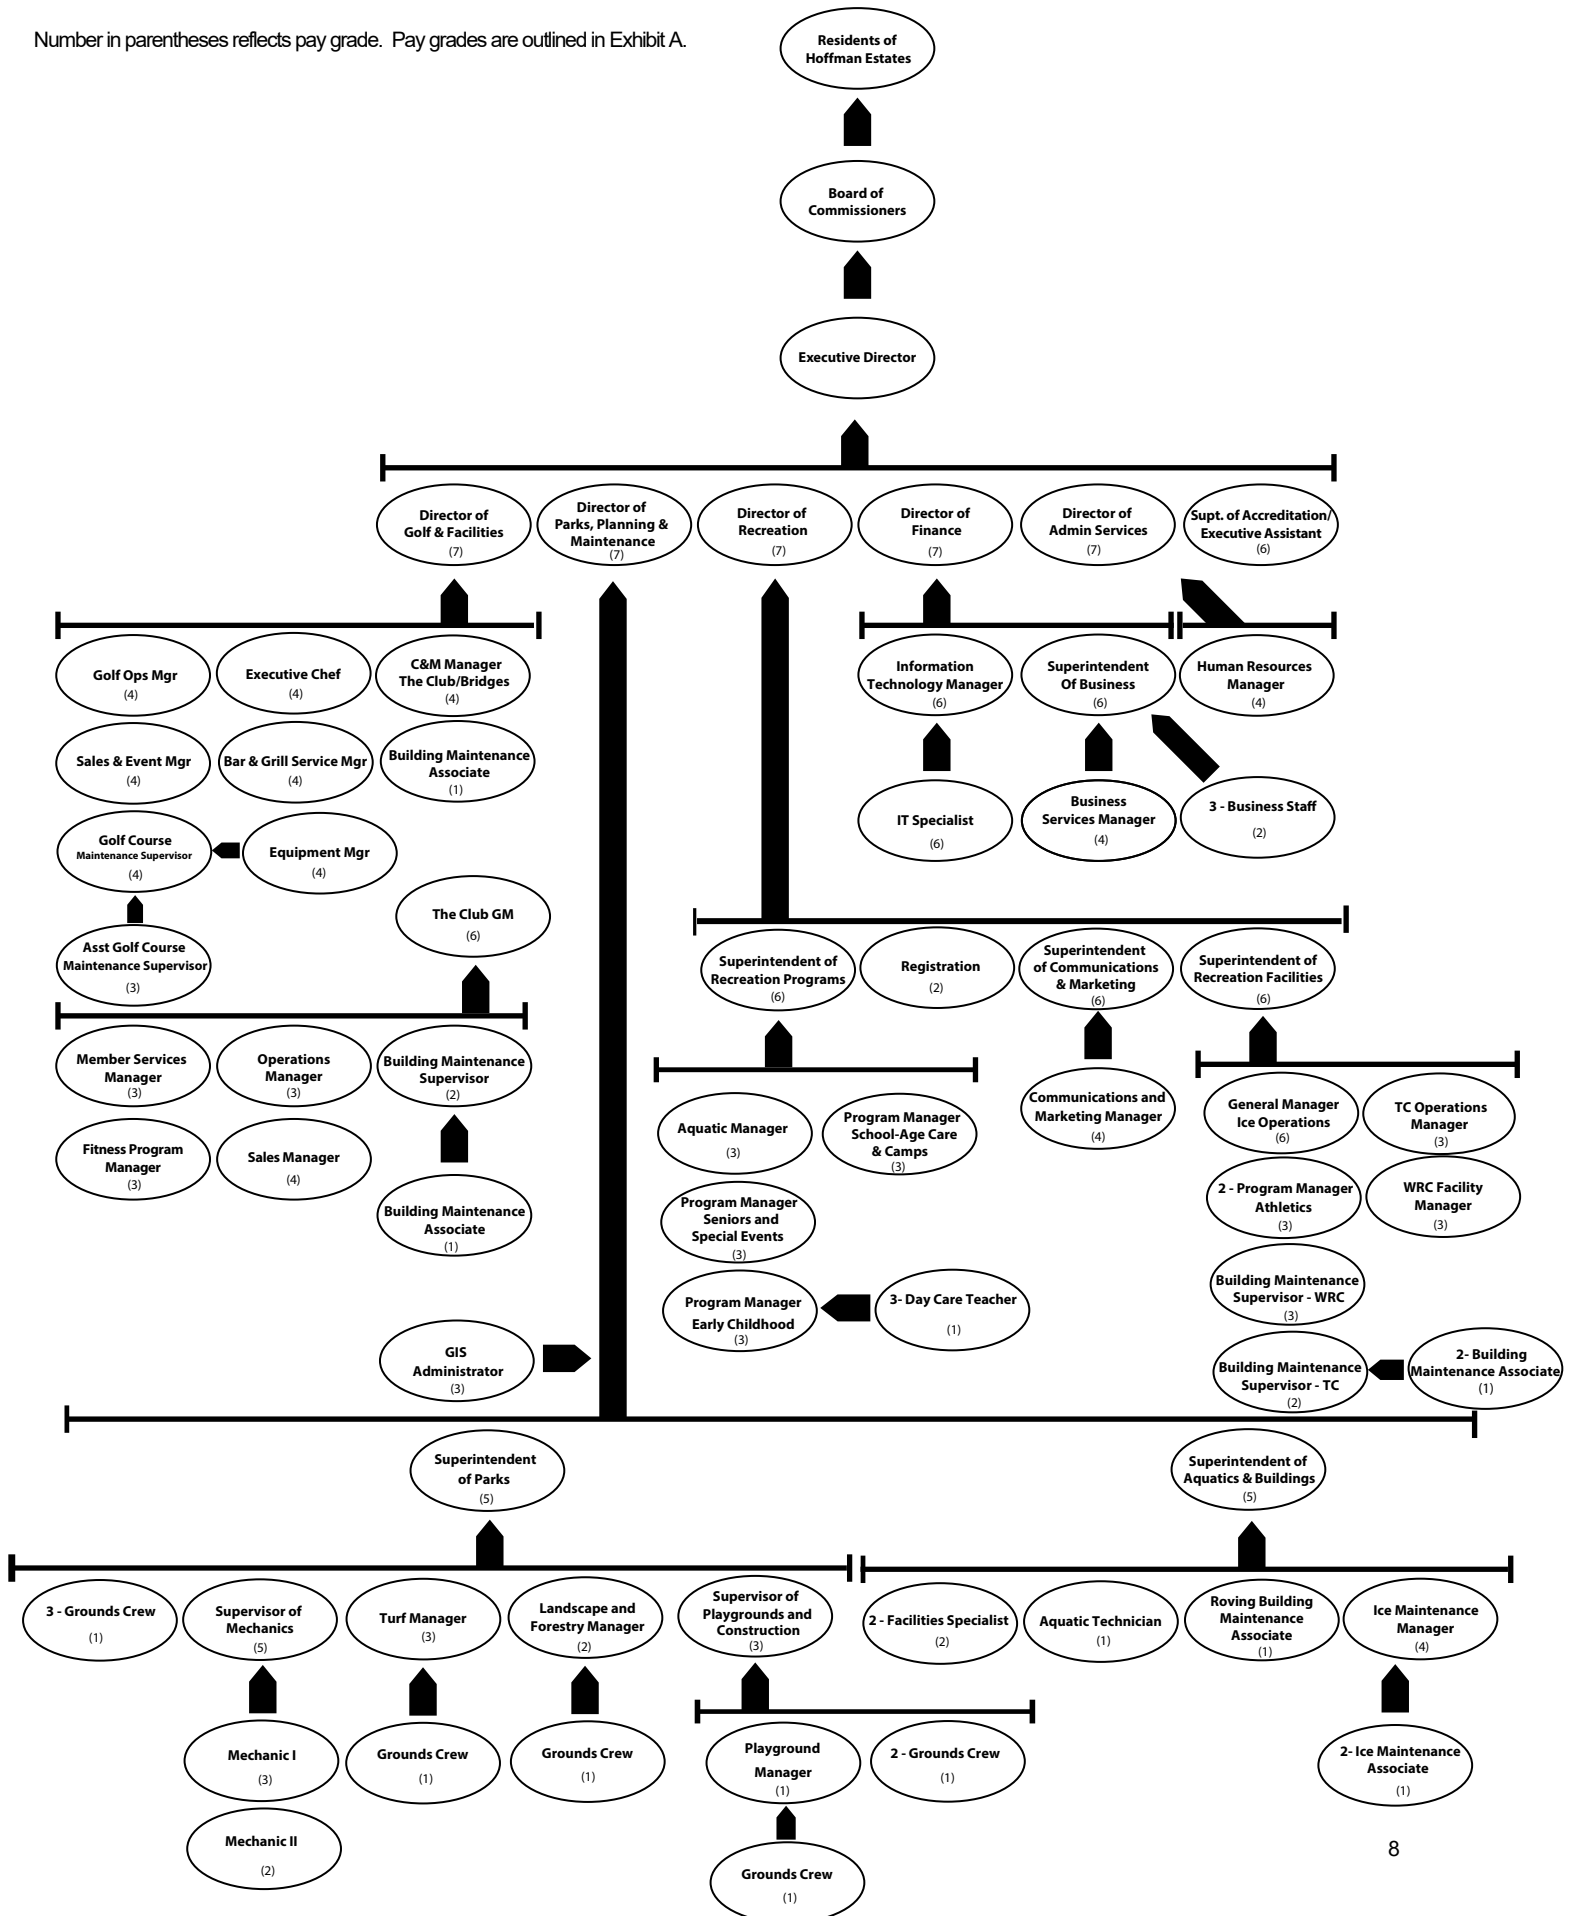 Number in parentheses reflects pay grade.  Pay grades are outlined in Exhibit A.
Residents of
Hoffman Estates
Board of
Commissioners
Executive Director
Director of
Golf & Facilities
(7)
Director of
Parks, Planning &
Maintenance
(7)
Director of
Recreation
(7)
Director of
Finance
(7)
Director of
Admin Services
(7)
Supt. of Accreditation/
Executive Assistant
(6)
Golf Ops Mgr
(4)
Executive Chef
(4)
C&M Manager
The Club/Bridges
(4)
Information
Technology Manager
(6)
Superintendent
Of Business
(6)
Human Resources
Manager
(4)
Sales & Event Mgr
(4)
Bar & Grill Service Mgr
(4)
Building Maintenance
Associate
(1)
IT Specialist
(6)
Business
Services Manager
(4)
3 - Business Staff
(2)
Golf Course
Maintenance Supervisor
(4)
Equipment Mgr
(4)
The Club GM
(6)
Asst Golf Course
Maintenance Supervisor
(3)
Superintendent of
Recreation Programs
(6)
Registration
(2)
Superintendent
of Communications
& Marketing
(6)
Superintendent of
Recreation Facilities
(6)
Member Services
Manager
(3)
Operations
Manager
(3)
Building Maintenance
Supervisor
(2)
Fitness Program
Manager
(3)
Sales Manager
(4)
Building Maintenance
Associate
(1)
Aquatic Manager
(3)
Program Manager
School-Age Care
& Camps
(3)
Communications and
Marketing Manager
(4)
General Manager
Ice Operations
(6)
TC Operations
Manager
(3)
Program Manager
Seniors and
Special Events
(3)
2 - Program Manager
Athletics
(3)
WRC Facility
Manager
(3)
Program Manager
Early Childhood
(3)
3- Day Care Teacher
(1)
Building Maintenance
Supervisor - WRC
(3)
GIS
Administrator
(3)
Building Maintenance
Supervisor - TC
(2)
2- Building
Maintenance Associate
(1)
Superintendent
of Parks
(5)
Superintendent of
Aquatics & Buildings
(5)
3 - Grounds Crew
(1)
Supervisor of
Mechanics
(5)
Turf Manager
(3)
Landscape and
Forestry Manager
(2)
Supervisor of
Playgrounds and
Construction
(3)
2 - Facilities Specialist
(2)
Aquatic Technician
(1)
Roving Building
Maintenance
Associate
(1)
Ice Maintenance
Manager
(4)
Mechanic I
(3)
Grounds Crew
(1)
Grounds Crew
(1)
Playground
Manager
(1)
2 - Grounds Crew
(1)
2- Ice Maintenance
Associate
(1)
Mechanic II
(2)
Grounds Crew
(1)
8